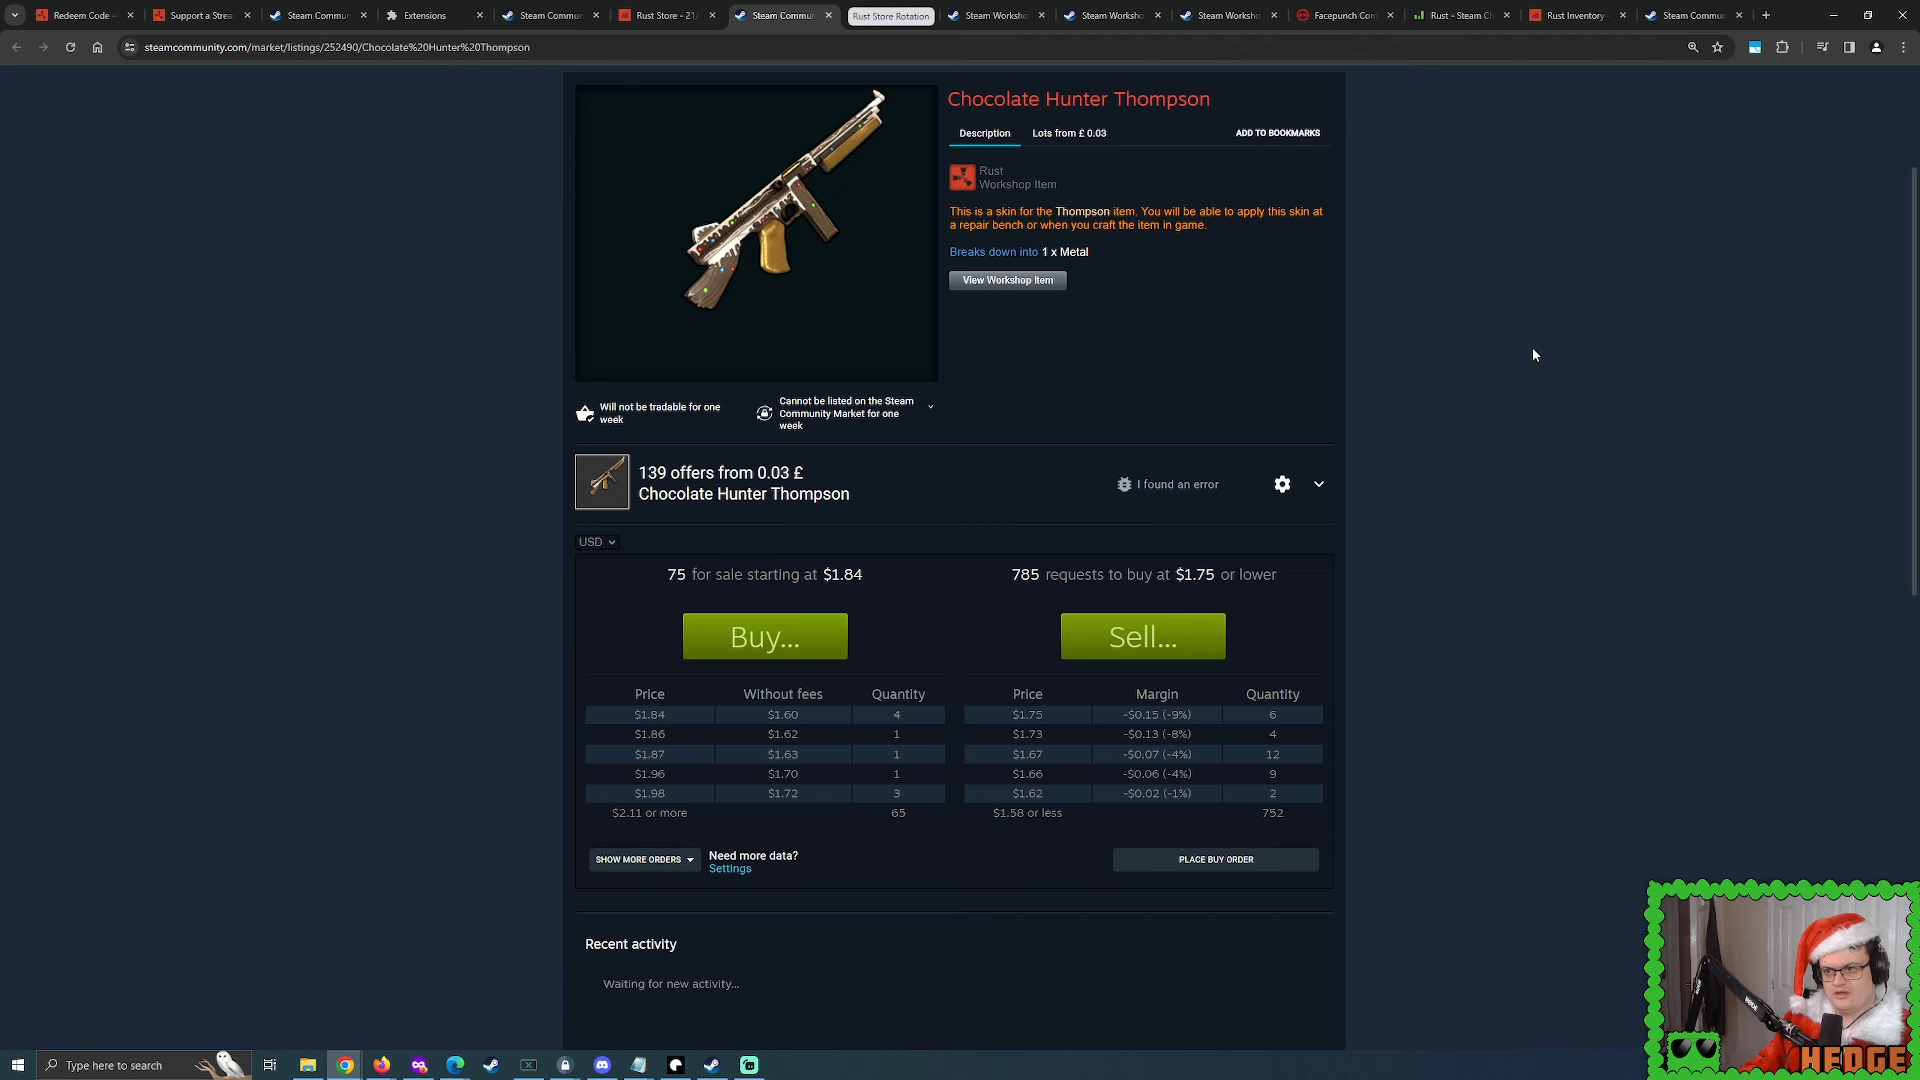 Redeem Code -
Support a Strea
Steam Commun
Extensions
Steam Commun
Rust Store - 21/
Steam Commun
Rust Store Rotation
Steam Worksho
Steam Worksho
Steam Worksho
Facepunch Com
Rust - Steam Ch
Rust Inventory
Steam Commun
steamcommunity.com/market/listings/252490/Chocolate%20Hunter%20Thompson
Chocolate Hunter Thompson
Description
Lots from £ 0.03
ADD TO BOOKMARKS
Rust
Workshop Item
This is a skin for the Thompson item. You will be able to apply this skin at
a repair bench or when you craft the item in game.
Breaks down into 1 x Metal
View Workshop Item
Will not be tradable for one
week
Cannot be listed on the Steam
Community Market for one
week
139 offers from 0.03 £
Chocolate Hunter Thompson
I found an error
USD
75 for sale starting at $1.84
785 requests to buy at $1.75 or lower
Buy...
Sell...
Price Without fees Quantity
$1.84 $1.60 4
$1.86 $1.62 1
$1.87 $1.63 1
$1.96 $1.70 1
$1.98 $1.72 3
$2.11 or more 65
Price Margin Quantity
$1.75 -$0.15 (-9%) 6
$1.73 -$0.13 (-8%) 4
$1.67 -$0.07 (-4%) 12
$1.66 -$0.06 (-4%) 9
$1.62 -$0.02 (-1%) 2
$1.58 or less 752
SHOW MORE ORDERS
Need more data?
Settings
PLACE BUY ORDER
Recent activity
Waiting for new activity...
Type here to search
HEDGE